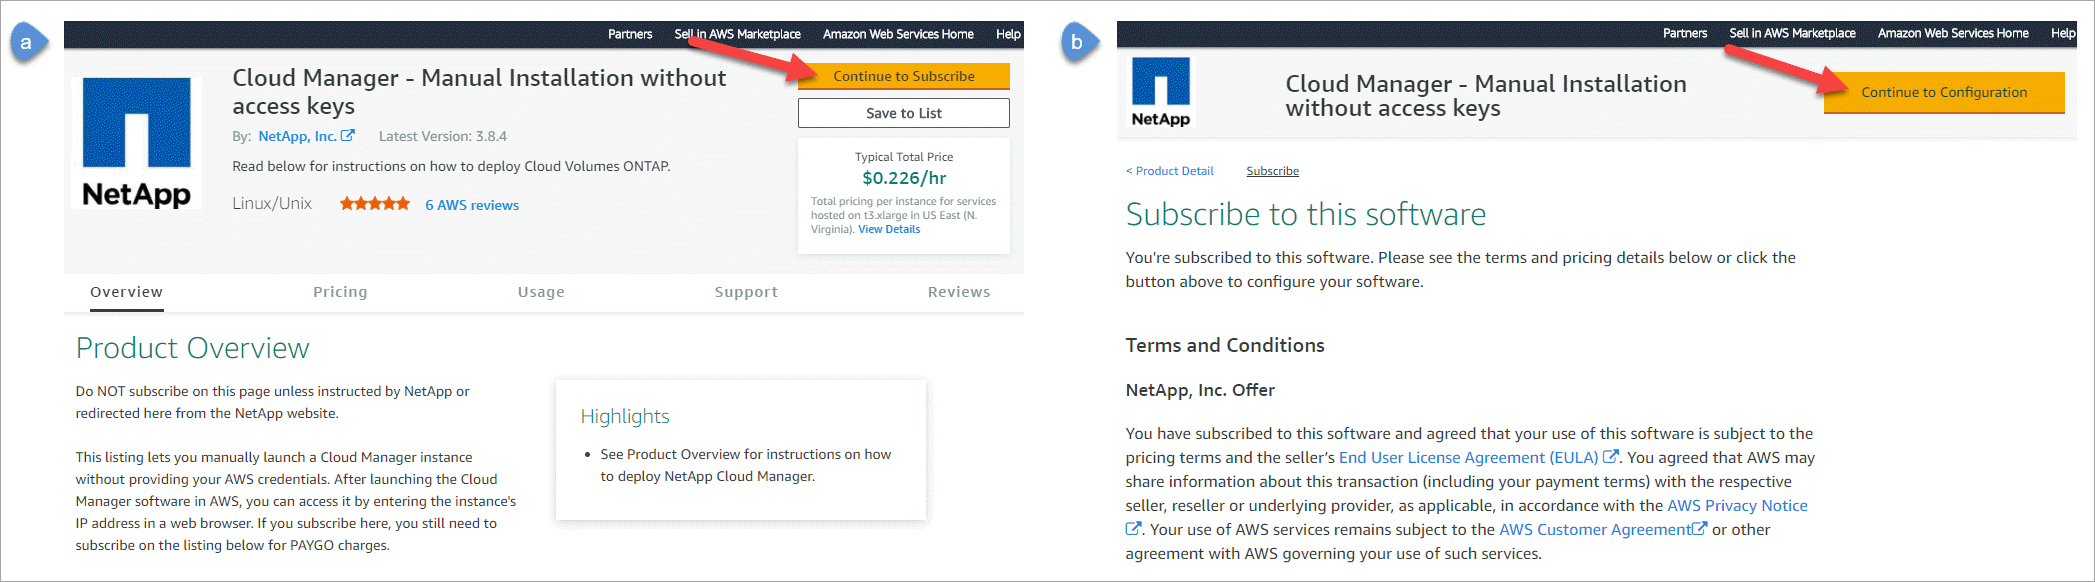 a
Partners Sell in AWS Marketplace Amazon Web Services Home Help
NetApp
Cloud Manager - Manual Installation without
access keys
By: NetApp, Inc. Latest Version: 3.8.4
Read below for instructions on how to deploy Cloud Volumes ONTAP.
Linux/Unix 6 AWS reviews
Continue to Subscribe
Save to List
Typical Total Price
$0.226/hr
Total pricing per instance for services
hosted on t3.xlarge in US East (N.
Virginia). View Details
Overview Pricing Usage Support Reviews
Product Overview
Do NOT subscribe on this page unless instructed by NetApp or
redirected here from the NetApp website.
This listing lets you manually launch a Cloud Manager instance
without providing your AWS credentials. After launching the Cloud
Manager software in AWS, you can access it by entering the instance's
IP address in a web browser. If you subscribe here, you still need to
subscribe on the listing below for PAYGO charges.
Highlights
• See Product Overview for instructions on how
to deploy NetApp Cloud Manager.
b
Partners Sell in AWS Marketplace Amazon Web Services Home Help
NetApp
Cloud Manager - Manual Installation
without access keys
Continue to Configuration
< Product Detail Subscribe
Subscribe to this software
You're subscribed to this software. Please see the terms and pricing details below or click the
button above to configure your software.
Terms and Conditions
NetApp, Inc. Offer
You have subscribed to this software and agreed that your use of this software is subject to the
pricing terms and the seller's End User License Agreement (EULA) . You agreed that AWS may
share information about this transaction (including your payment terms) with the respective
seller, reseller or underlying provider, as applicable, in accordance with the AWS Privacy Notice
. Your use of AWS services remains subject to the AWS Customer Agreement or other
agreement with AWS governing your use of such services.